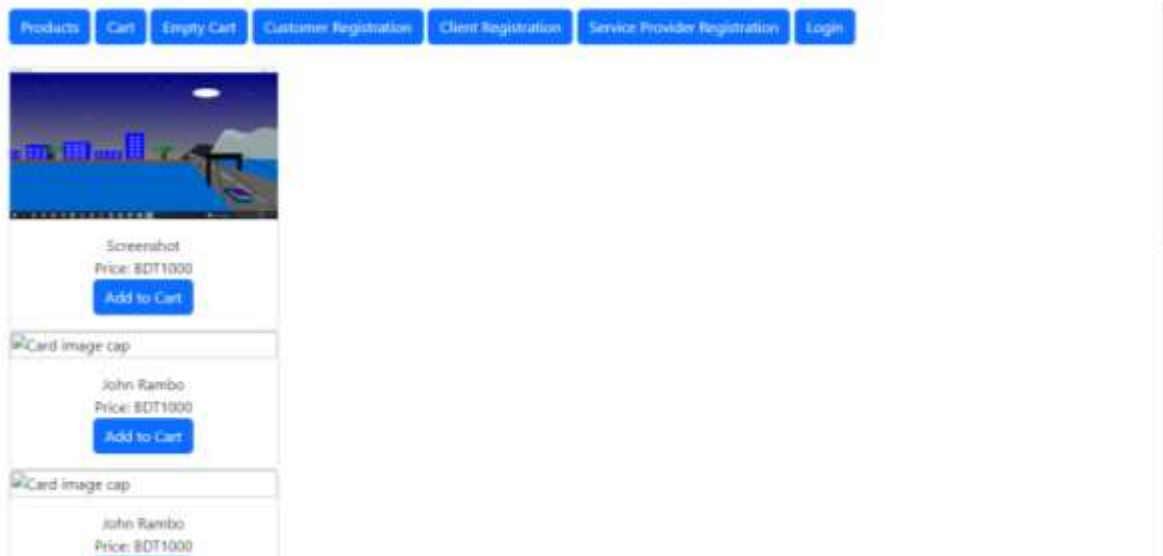 Products Cart Empty Cart Customer Registration Client Registration Service Provider Registration Login
Screenshot
Price: BDT1000
Add to Cart
Card image cap
John Rambo
Price: BDT1000
Add to Cart
Card image cap
John Rambo
Price: BDT1000